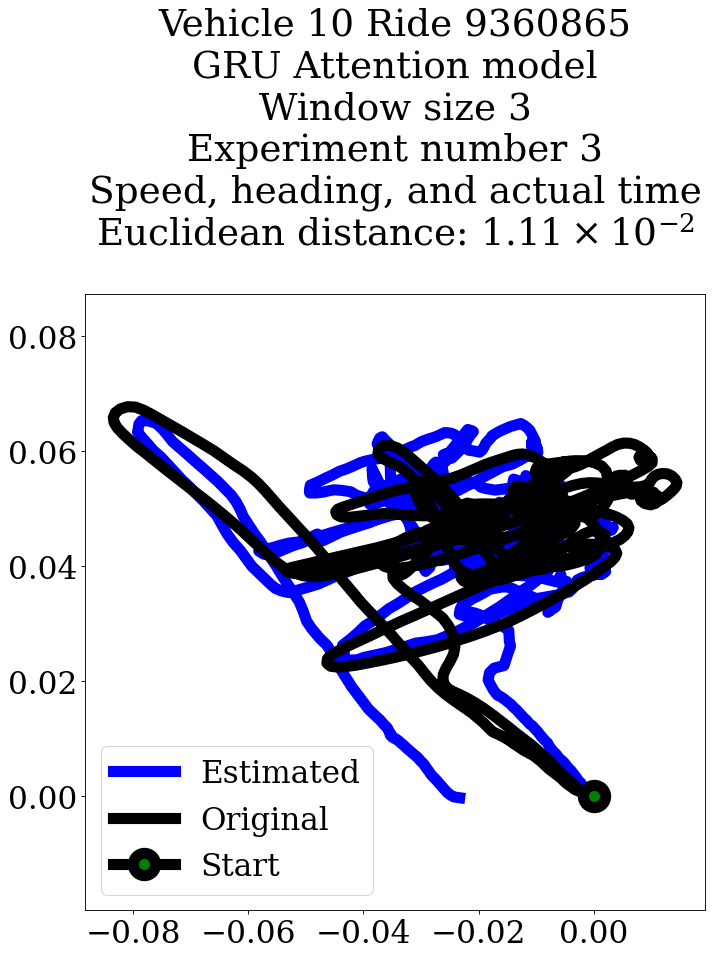 Vehicle 10 Ride 9360865
GRU Attention model
Window size 3
Experiment number 3
Speed, heading, and actual time
Euclidean distance: 1.11 × 10⁻²
0.08
0.06
0.04
0.02
0.00
Estimated
Original
Start
−0.08 −0.06 −0.04 −0.02 0.00